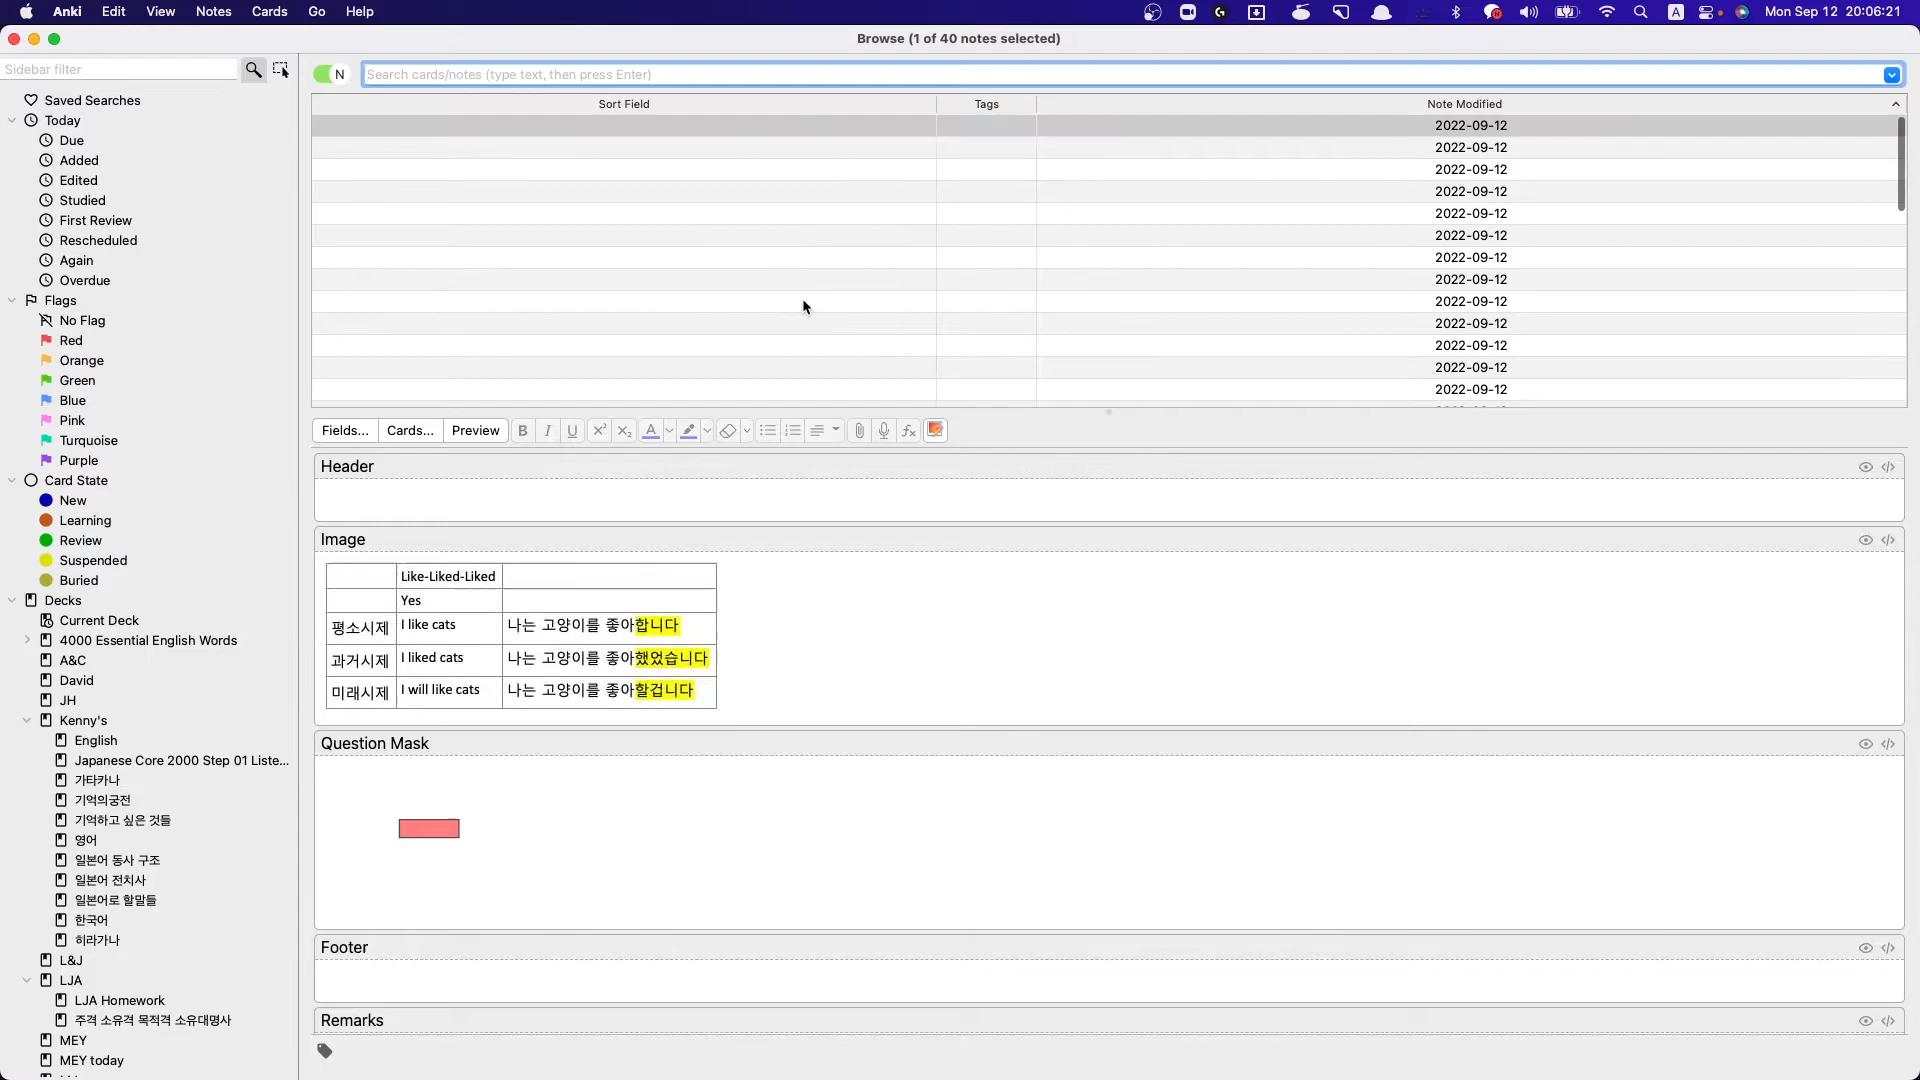 Anki Edit View Notes Cards Go Help
A
Mon Sep 12 20:06:21
Browse (1 of 40 notes selected)
Sidebar filter
N
Search cards/notes (type text, then press Enter)
Saved Searches
Today
Due
Added
Edited
Studied
First Review
Rescheduled
Again
Overdue
Flags
No Flag
Red
Orange
Green
Blue
Pink
Turquoise
Purple
Card State
New
Learning
Review
Suspended
Buried
Decks
Current Deck
4000 Essential English Words
A&C
David
JH
Kenny's
English
Japanese Core 2000 Step 01 Liste...
가타카나
기억의궁전
기억하고 싶은 것들
영어
일본어 동사 구조
일본어 전치사
일본어로 할말들
한국어
히라가나
L&J
LJA
LJA Homework
주격 소유격 목적격 소유대명사
MEY
MEY today
Sort Field Tags Note Modified
2022-09-12
2022-09-12
2022-09-12
2022-09-12
2022-09-12
2022-09-12
2022-09-12
2022-09-12
2022-09-12
2022-09-12
2022-09-12
2022-09-12
2022-09-12
Fields... Cards... Preview B I U X² X₂ A fx
Header
Image
Like-Liked-Liked
Yes
평소시제 I like cats 나는 고양이를 좋아합니다
과거시제 I liked cats 나는 고양이를 좋아했었습니다
미래시제 I will like cats 나는 고양이를 좋아할겁니다
Question Mask
Footer
Remarks